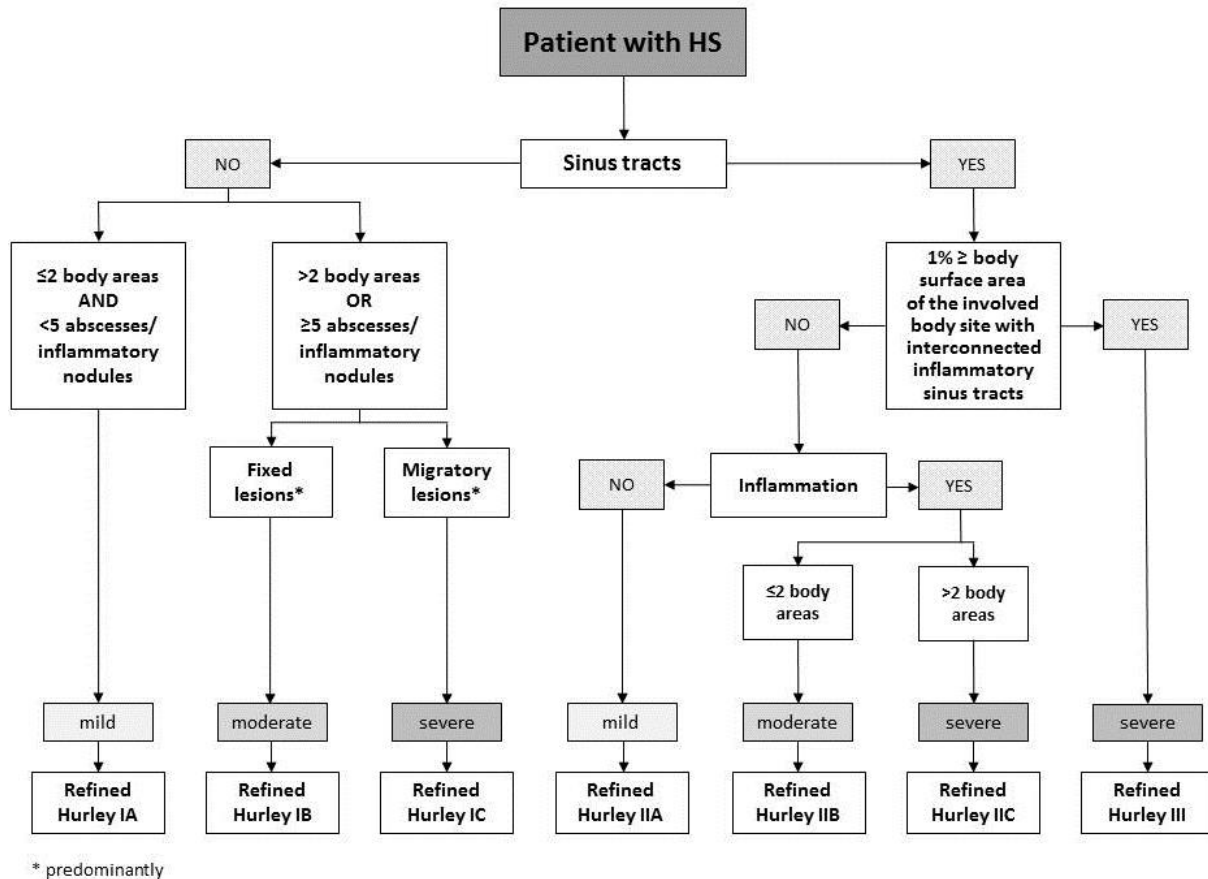 Patient with HS
NO
Sinus tracts
YES
≤2 body areas
AND
<5 abscesses/
inflammatory
nodules
>2 body areas
OR
≥5 abscesses/
inflammatory
nodules
NO
1% ≥ body
surface area
of the involved
body site with
interconnected
inflammatory
sinus tracts
YES
Fixed
lesions*
Migratory
lesions*
NO
Inflammation
YES
≤2 body
areas
>2 body
areas
mild
moderate
severe
mild
moderate
severe
severe
Refined
Hurley IA
Refined
Hurley IB
Refined
Hurley IC
Refined
Hurley IIA
Refined
Hurley IIB
Refined
Hurley IIC
Refined
Hurley III
* predominantly